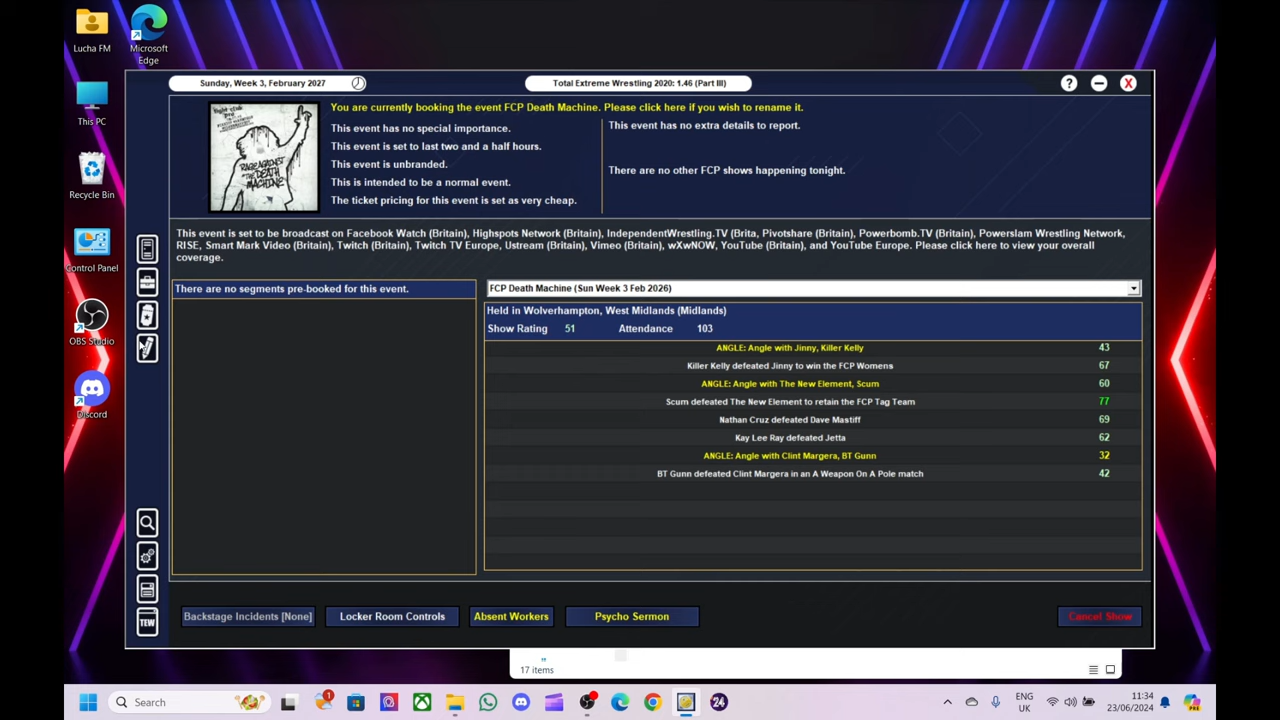 Lucha FM
Microsoft Edge
This PC
Recycle Bin
Control Panel
OBS Studio
Discord
Sunday, Week 3, February 2027
Total Extreme Wrestling 2020: 1.46 (Part III)
?
X
You are currently booking the event FCP Death Machine. Please click here if you wish to rename it.
This event has no special importance.
This event is set to last two and a half hours.
This event is unbranded.
This is intended to be a normal event.
The ticket pricing for this event is set as very cheap.
This event has no extra details to report.
There are no other FCP shows happening tonight.
RAGE AGAINST
THE DEATH
MACHINE
This event is set to be broadcast on Facebook Watch (Britain), Highspots Network (Britain), IndependentWrestling.TV (Brita, Pivotshare (Britain), Powerbomb.TV (Britain), Powerslam Wrestling Network,
RISE, Smart Mark Video (Britain), Twitch (Britain), Twitch TV Europe, Ustream (Britain), Vimeo (Britain), wXwNOW, YouTube (Britain), and YouTube Europe. Please click here to view your overall
coverage.
There are no segments pre-booked for this event.
FCP Death Machine (Sun Week 3 Feb 2026)
Held in Wolverhampton, West Midlands (Midlands)
Show Rating 51 Attendance 103
ANGLE: Angle with Jinny, Killer Kelly 43
Killer Kelly defeated Jinny to win the FCP Womens 67
ANGLE: Angle with The New Element, Scum 60
Scum defeated The New Element to retain the FCP Tag Team 77
Nathan Cruz defeated Dave Mastiff 69
Kay Lee Ray defeated Jetta 62
ANGLE: Angle with Clint Margera, BT Gunn 32
BT Gunn defeated Clint Margera in an A Weapon On A Pole match 42
TEW
Backstage Incidents [None]
Locker Room Controls
Absent Workers
Psycho Sermon
Cancel Show
17 items
Search
1
24
ENG
UK
11:34
23/06/2024
PRE